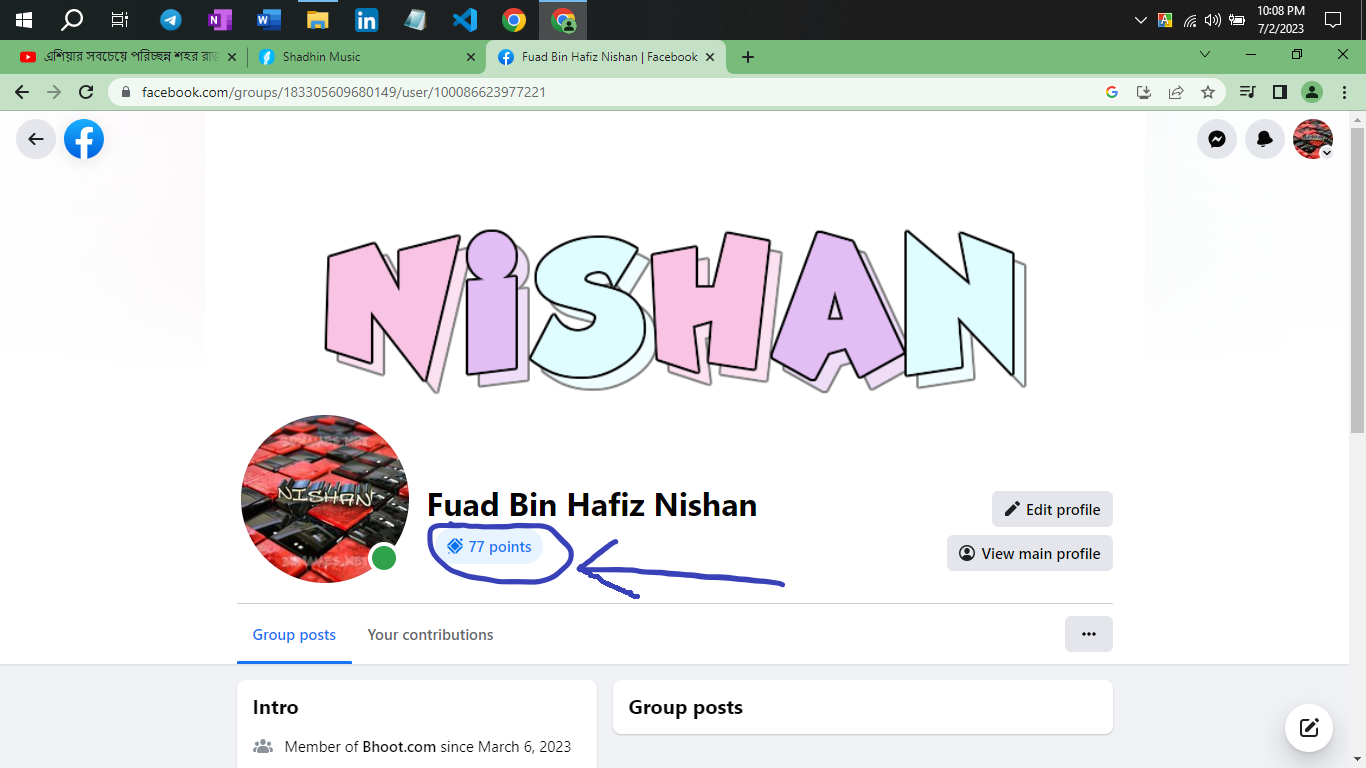 10:08 PM
7/2/2023
এশিয়ার সবচেয়ে পরিচ্ছন্ন শহর রাজ
Shadhin Music
Fuad Bin Hafiz Nishan | Facebook
facebook.com/groups/183305609680149/user/100086623977221
NiSHAN
NISHAN
Fuad Bin Hafiz Nishan
Edit profile
77 points
View main profile
Group posts
Your contributions
Intro
Group posts
Member of Bhoot.com since March 6, 2023